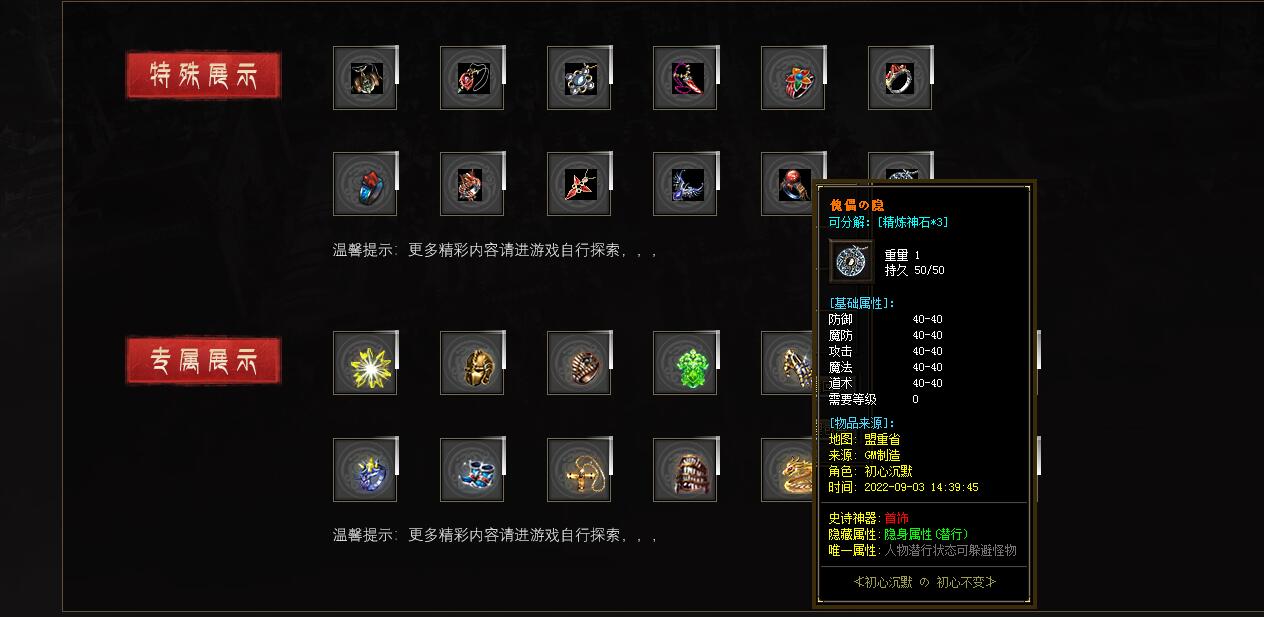 特殊展示
温馨提示: 更多精彩内容请进游戏自行探索，，，
专属展示
温馨提示: 更多精彩内容请进游戏自行探索，，，
傀儡の隐
可分解: [精炼神石*3]
重量 1
持久 50/50
[基础属性]:
防御 40-40
魔防 40-40
攻击 40-40
魔法 40-40
道术 40-40
需要等级 0
[物品来源]:
地图: 盟重省
来源: GM制造
角色: 初心沉默
时间: 2022-09-03 14:39:45
史诗神器: 首饰
隐藏属性: 隐身属性(潜行)
唯一属性: 人物潜行状态可躲避怪物
≮初心沉默 の 初心不变≯